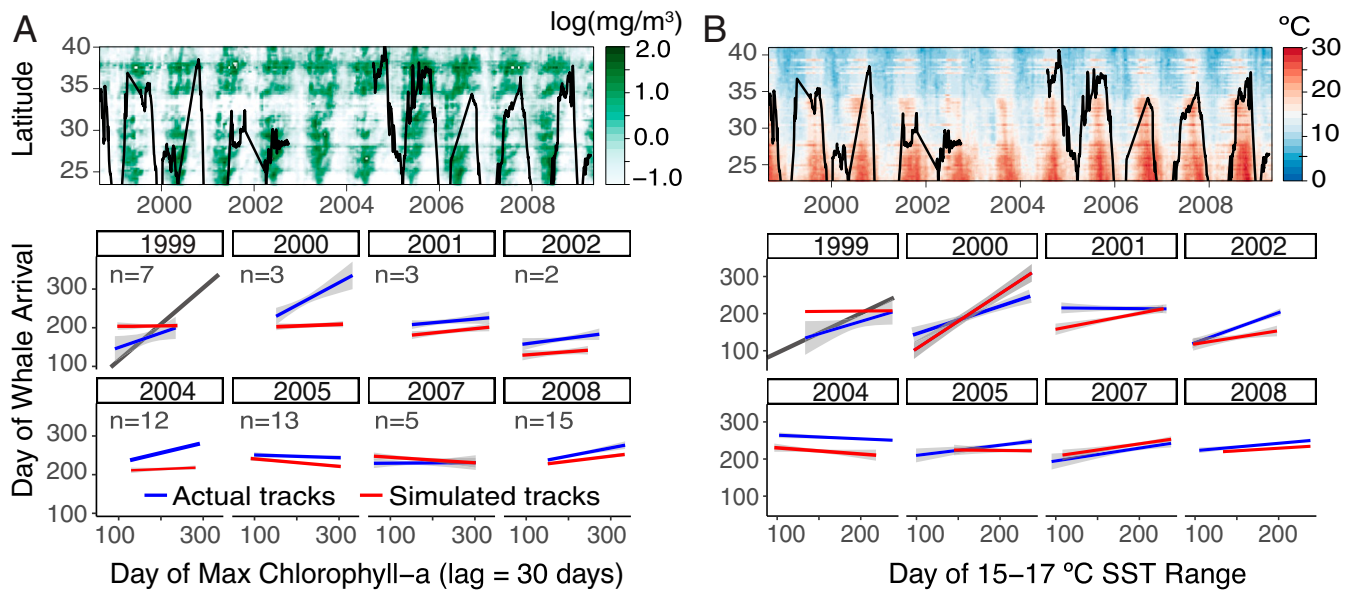 A
log(mg/m³)
40
35
30
25
Latitude
2.0
1.0
0.0
−1.0
2000 2002 2004 2006 2008
1999 2000 2001 2002
n=7 n=3 n=3 n=2
300
200
100
2004 2005 2007 2008
n=12 n=13 n=5 n=15
300
200
100
Day of Whale Arrival
Actual tracks Simulated tracks
100 300 100 300 100 300 100 300
Day of Max Chlorophyll−a (lag = 30 days)
B
ºC
40
35
30
25
30
20
10
0
2000 2002 2004 2006 2008
1999 2000 2001 2002
300
200
100
2004 2005 2007 2008
300
200
100
100 200 100 200 100 200 100 200
Day of 15−17 ºC SST Range